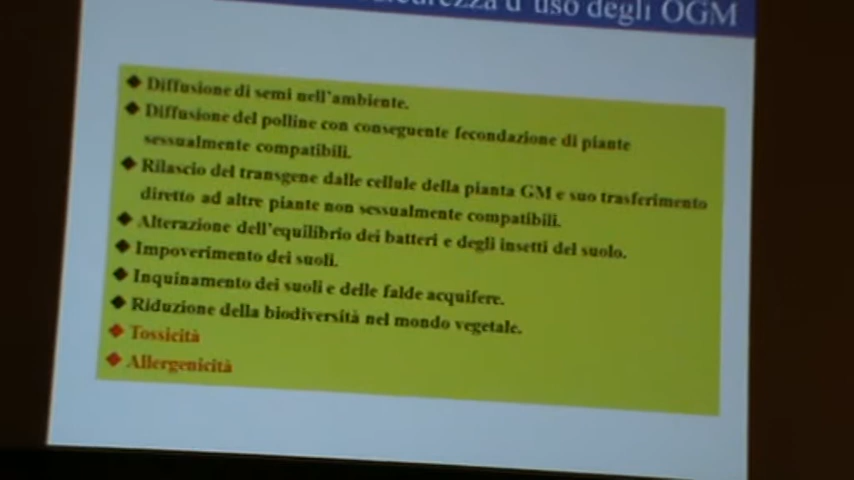 d' uso degli OGM
Diffusione di semi nell'ambiente.
Diffusione del polline con conseguente fecondazione di piante
sessualmente compatibili.
Rilascio del transgene dalle cellule della pianta GM e suo trasferimento
diretto ad altre piante non sessualmente compatibili.
Alterazione dell'equilibrio dei batteri e degli insetti del suolo.
Impoverimento dei suoli.
Inquinamento dei suoli e delle falde acquifere.
Riduzione della biodiversità nel mondo vegetale.
Tossicità
Allergenicità